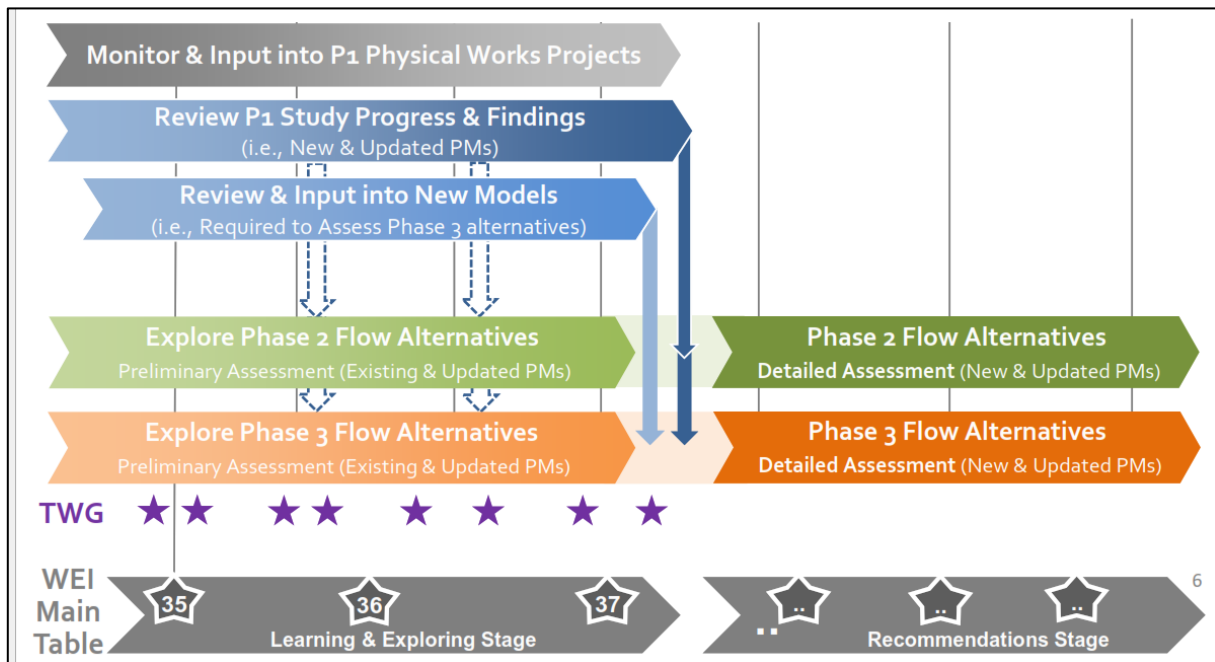 Monitor & Input into P1 Physical Works Projects
Review P1 Study Progress & Findings
(i.e., New & Updated PMs)
Review & Input into New Models
(i.e., Required to Assess Phase 3 alternatives)
Explore Phase 2 Flow Alternatives
Preliminary Assessment (Existing & Updated PMs)
Phase 2 Flow Alternatives
Detailed Assessment (New & Updated PMs)
Explore Phase 3 Flow Alternatives
Preliminary Assessment (Existing & Updated PMs)
Phase 3 Flow Alternatives
Detailed Assessment (New & Updated PMs)
TWG
WEI
Main
Table
35
36
37
Learning & Exploring Stage
..
..
..
..
Recommendations Stage
6